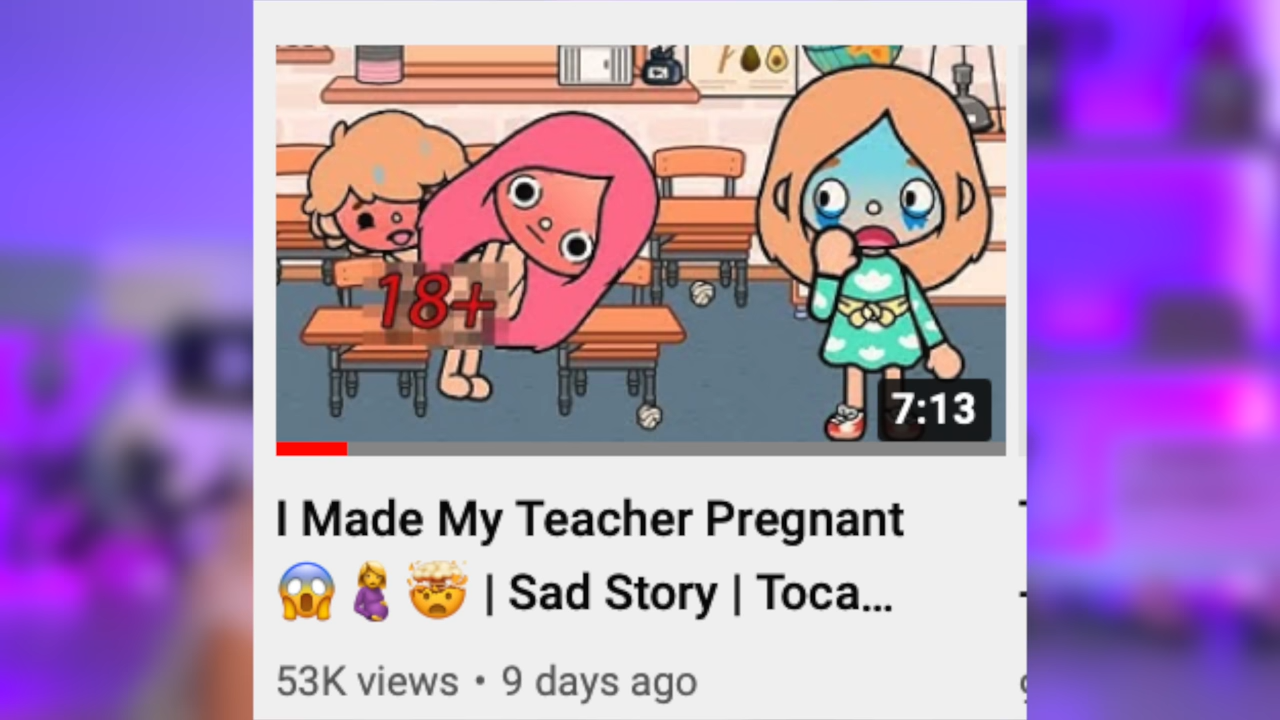 18+
7:13
I Made My Teacher Pregnant
😱🤰🤯 | Sad Story | Toca...
53K views • 9 days ago